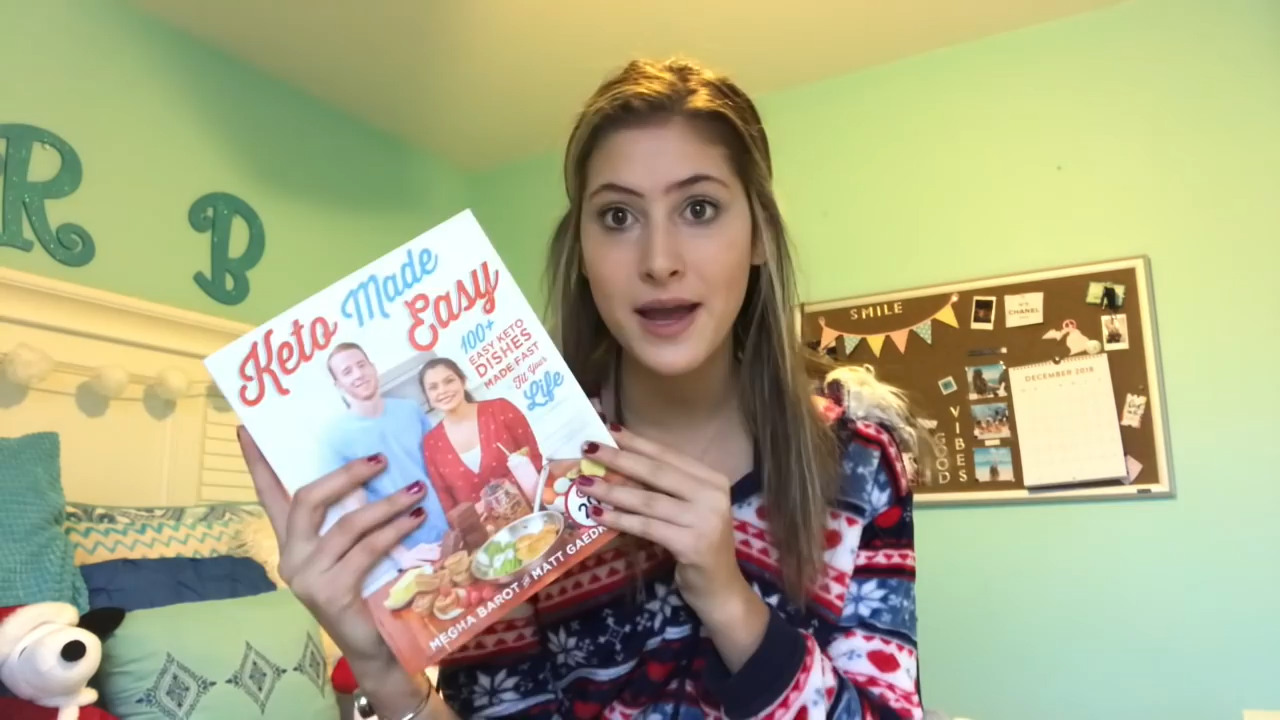 R
B
Keto Made
Easy
100+
EASY KETO
DISHES
MADE FAST
Fit Your
Life
MEGHA BAROT
MATT GAEDKE
SMILE
CHANEL
DECEMBER 2018
GOOD
VIBES